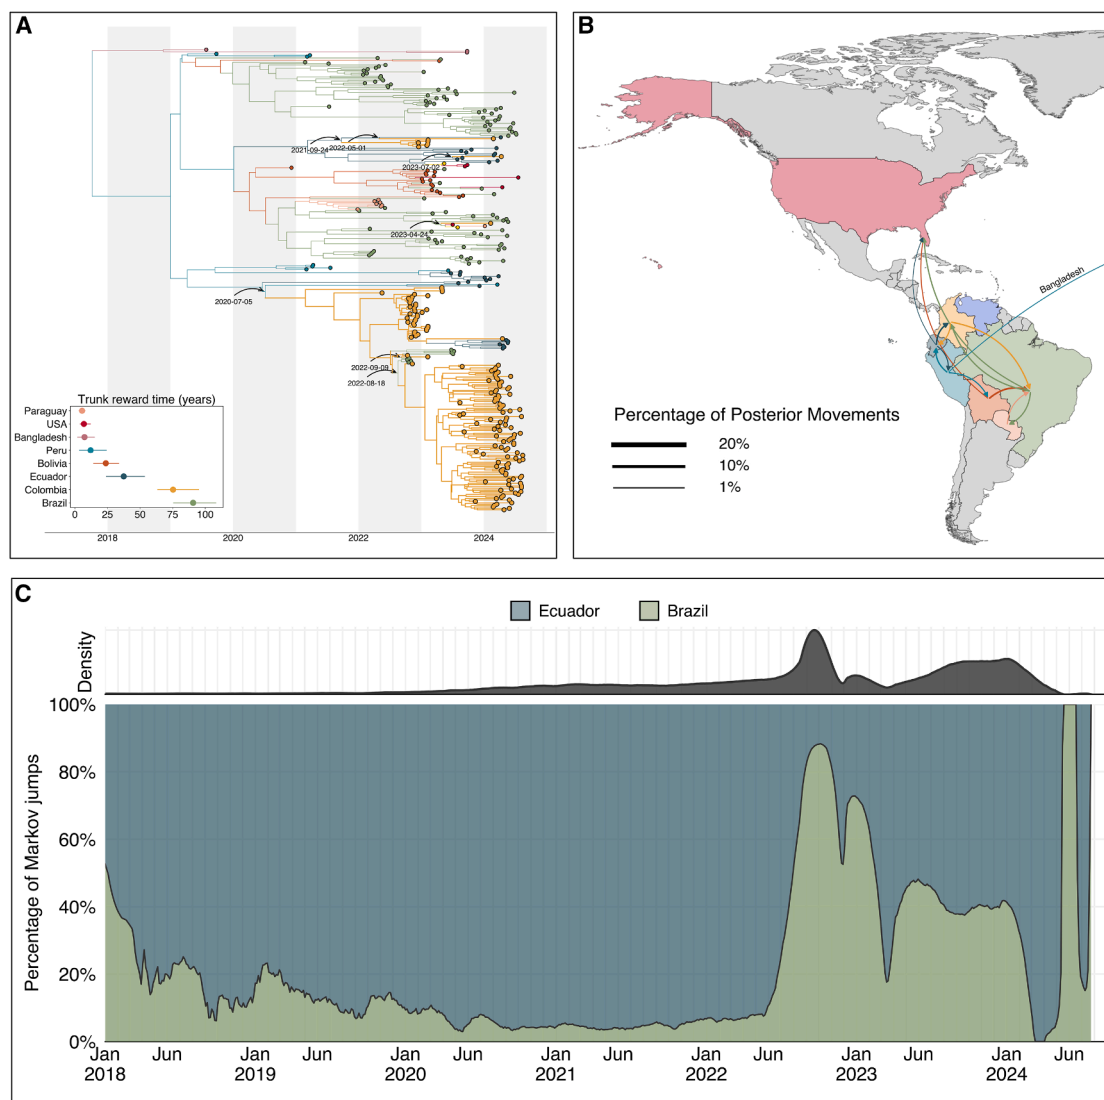 A
2021-09-24
2022-05-01
2023-07-02
2023-04-24
2020-07-05
2022-09-09
2022-08-18
Trunk reward time (years)
Paraguay
USA
Bangladesh
Peru
Bolivia
Ecuador
Colombia
Brazil
0 25 50 75 100
2018 2020 2022 2024
B
Bangladesh
Percentage of Posterior Movements
20%
10%
1%
C
Ecuador Brazil
Density
Percentage of Markov jumps
100%
80%
60%
40%
20%
0%
Jan Jun Jan Jun Jan Jun Jan Jun Jan Jun Jan Jun Jan Jun
2018 2019 2020 2021 2022 2023 2024